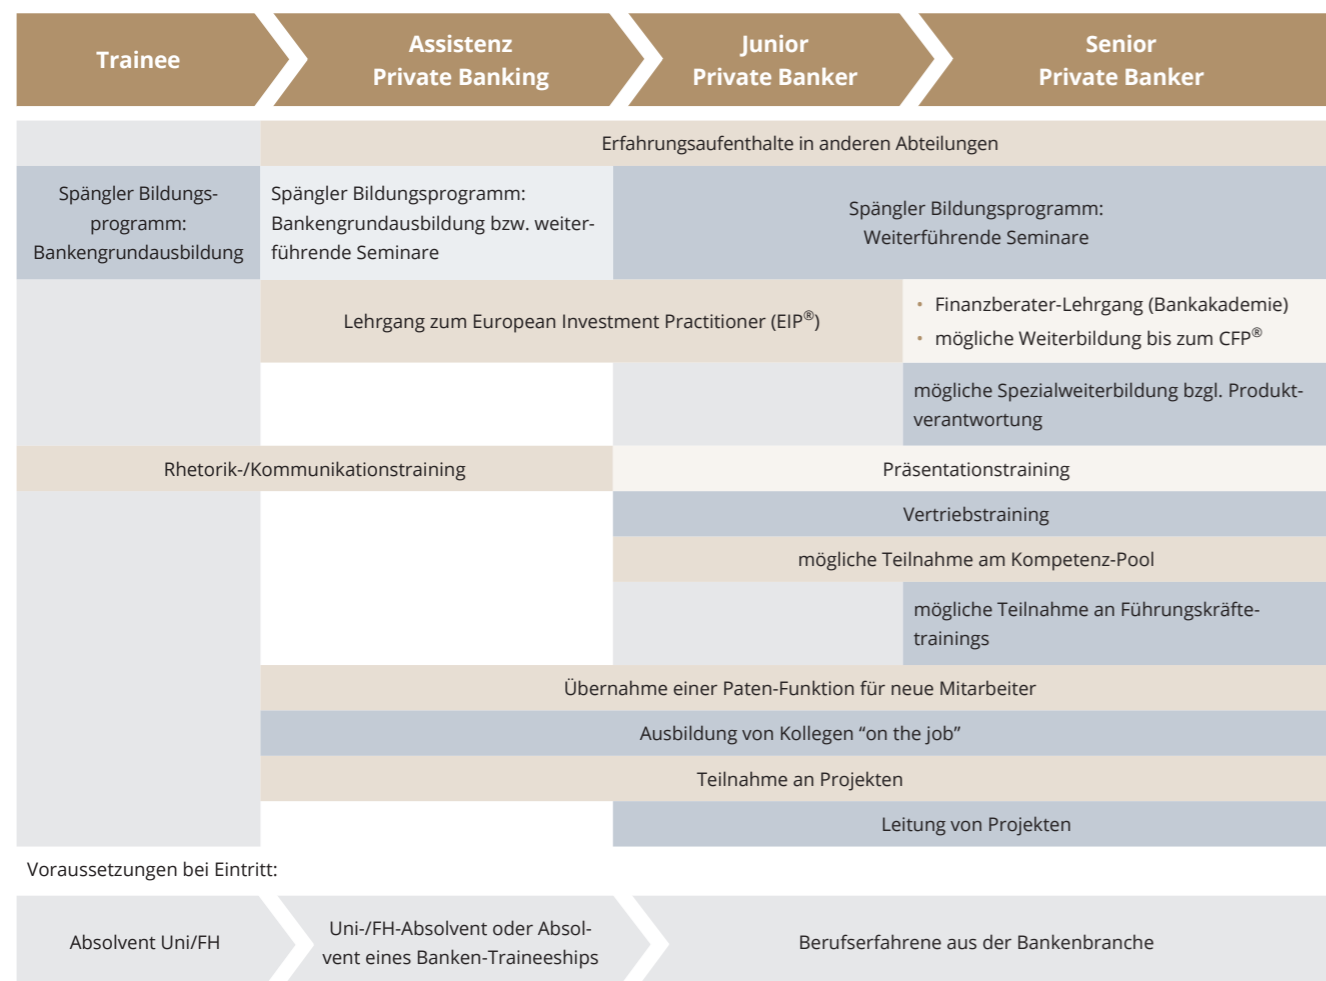 Trainee
Assistenz
Private Banking
Junior
Private Banker
Senior
Private Banker
Erfahrungsaufenthalte in anderen Abteilungen
Spängler Bildungs-
programm:
Bankengrundausbildung
Spängler Bildungsprogramm:
Bankengrundausbildung bzw. weiter-
führende Seminare
Spängler Bildungsprogramm:
Weiterführende Seminare
Lehrgang zum European Investment Practitioner (EIP®)
• Finanzberater-Lehrgang (Bankakademie)
• mögliche Weiterbildung bis zum CFP®
mögliche Spezialweiterbildung bzgl. Produkt-
verantwortung
Rhetorik-/Kommunikationstraining
Präsentationstraining
Vertriebstraining
mögliche Teilnahme am Kompetenz-Pool
mögliche Teilnahme an Führungskräfte-
trainings
Übernahme einer Paten-Funktion für neue Mitarbeiter
Ausbildung von Kollegen “on the job”
Teilnahme an Projekten
Leitung von Projekten
Voraussetzungen bei Eintritt:
Absolvent Uni/FH
Uni-/FH-Absolvent oder Absol-
vent eines Banken-Traineeships
Berufserfahrene aus der Bankenbranche